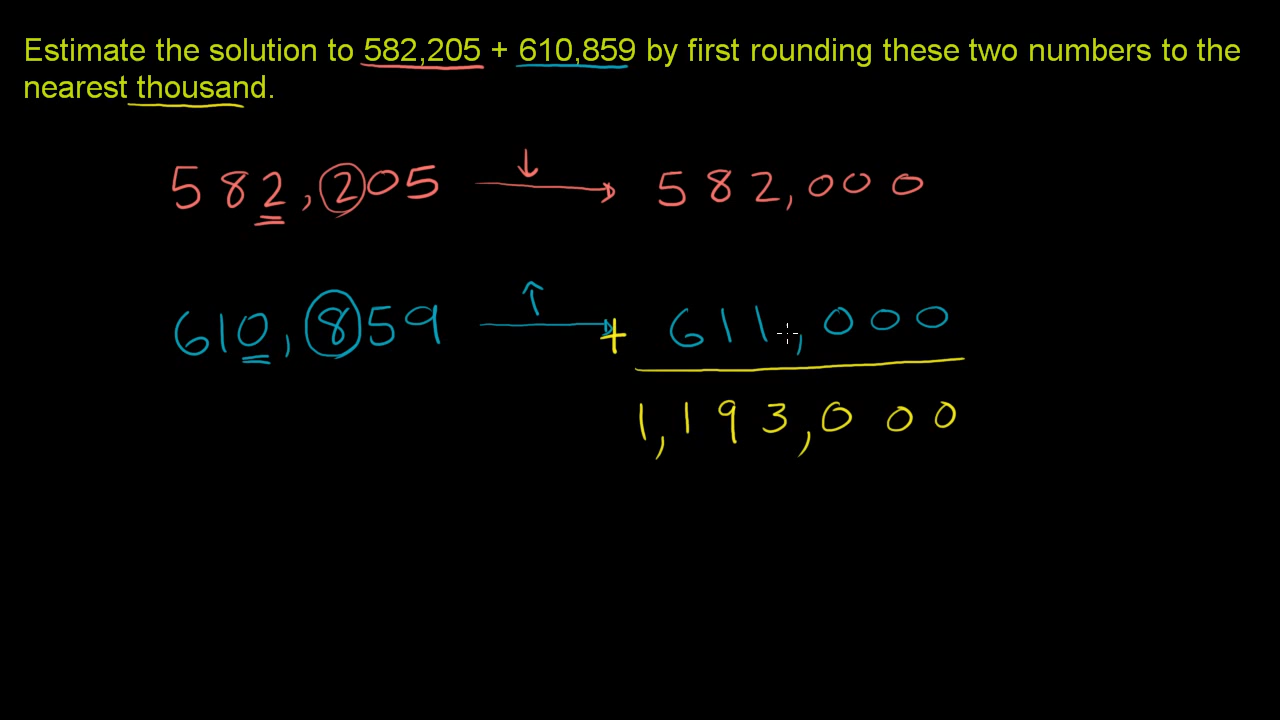 Estimate the solution to 582,205 + 610,859 by first rounding these two numbers to the
nearest thousand.
582,205 → ↓ 582,000
610,859 → ↑ + 611,000
1,193,000